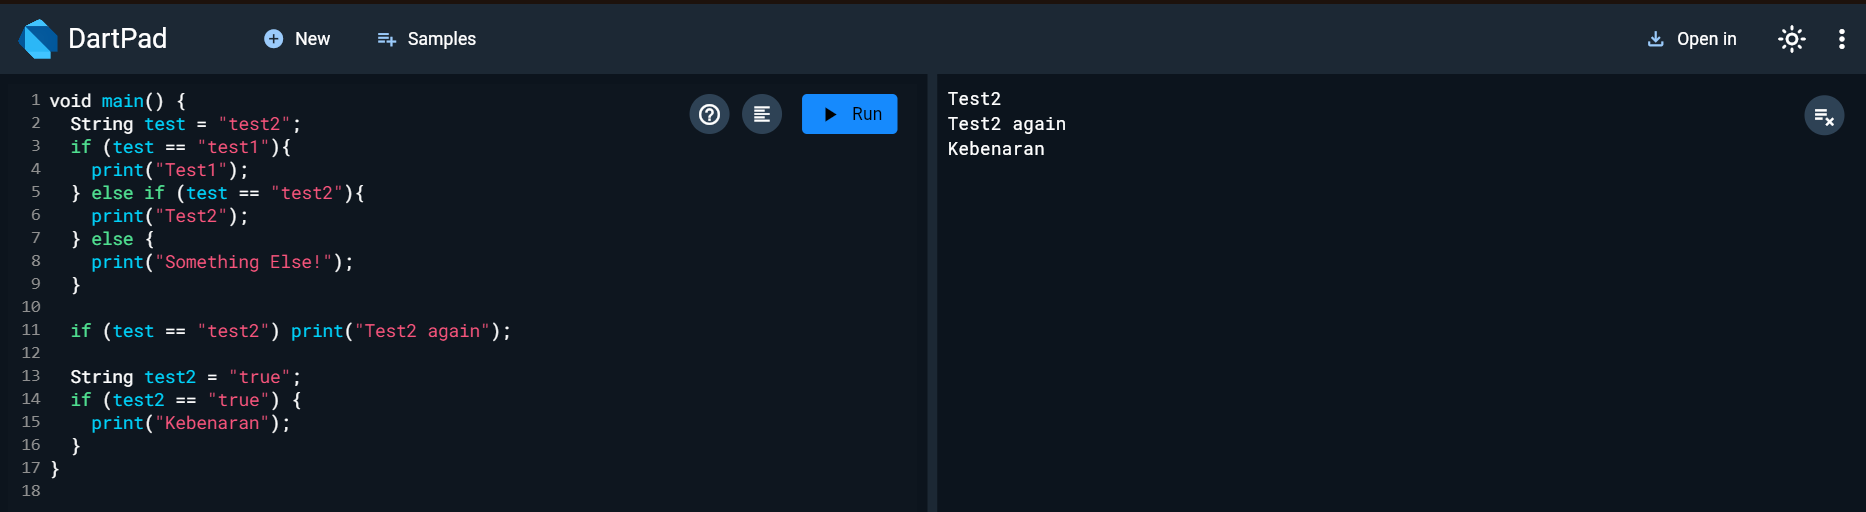 DartPad
New
Samples
Open in
1 void main() {
2   String test = "test2";
3   if (test == "test1"){
4     print("Test1");
5   } else if (test == "test2"){
6     print("Test2");
7   } else {
8     print("Something Else!");
9   }
10
11   if (test == "test2") print("Test2 again");
12
13   String test2 = "true";
14   if (test2 == "true") {
15     print("Kebenaran");
16   }
17 }
18
Run
Test2
Test2 again
Kebenaran